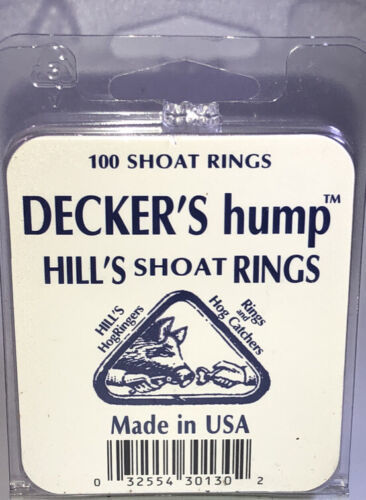 100 SHOAT RINGS
DECKER'S hump™
HILL'S SHOAT RINGS
HILL'S
HogRingers
Rings
and
Hog Catchers
Made in USA
0 32554 30130 2